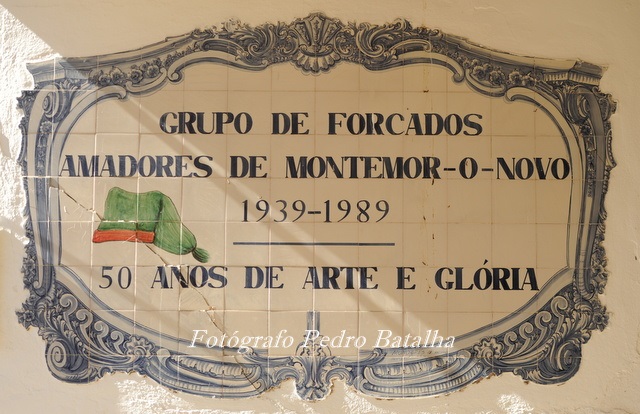 GRUPO DE FORCADOS
AMADORES DE MONTEMOR-O-NOVO
1939-1989
50 ANOS DE ARTE E GLÓRIA
Fotógrafo Pedro Batalha